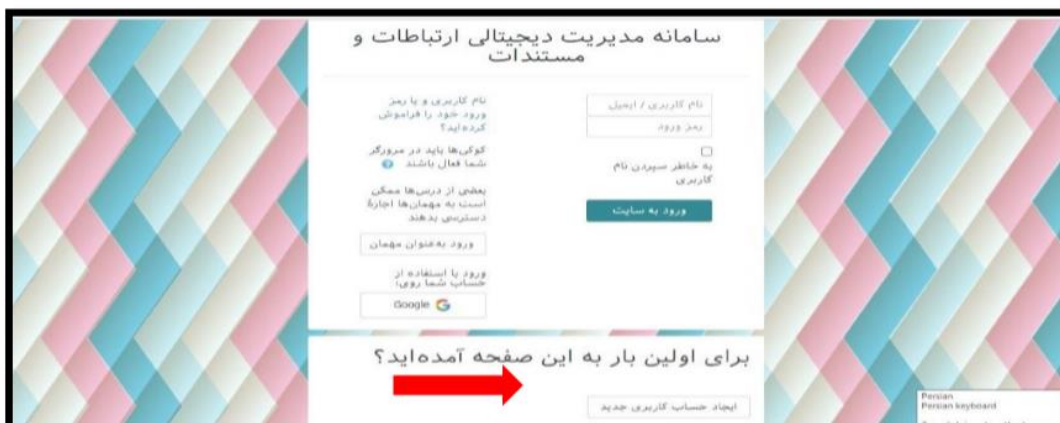 سامانه مدیریت دیجیتالی ارتباطات و
مستندات
نام کاربری / ایمیل
رمز ورود
به خاطر سپردن نام
کاربری
ورود به سایت
نام کاربری و یا رمز
ورود خود را فراموش
کرده‌اید؟
کوکی‌ها باید در مرورگر
شما فعال باشند
بعضی از درس‌ها ممکن
است به مهمان‌ها اجازهٔ
دسترسی بدهند
ورود به‌عنوان مهمان
ورود با استفاده از
حساب شما روی:
Google
برای اولین بار به این صفحه آمده‌اید؟
ایجاد حساب کاربری جدید
Persian
Persian keyboard